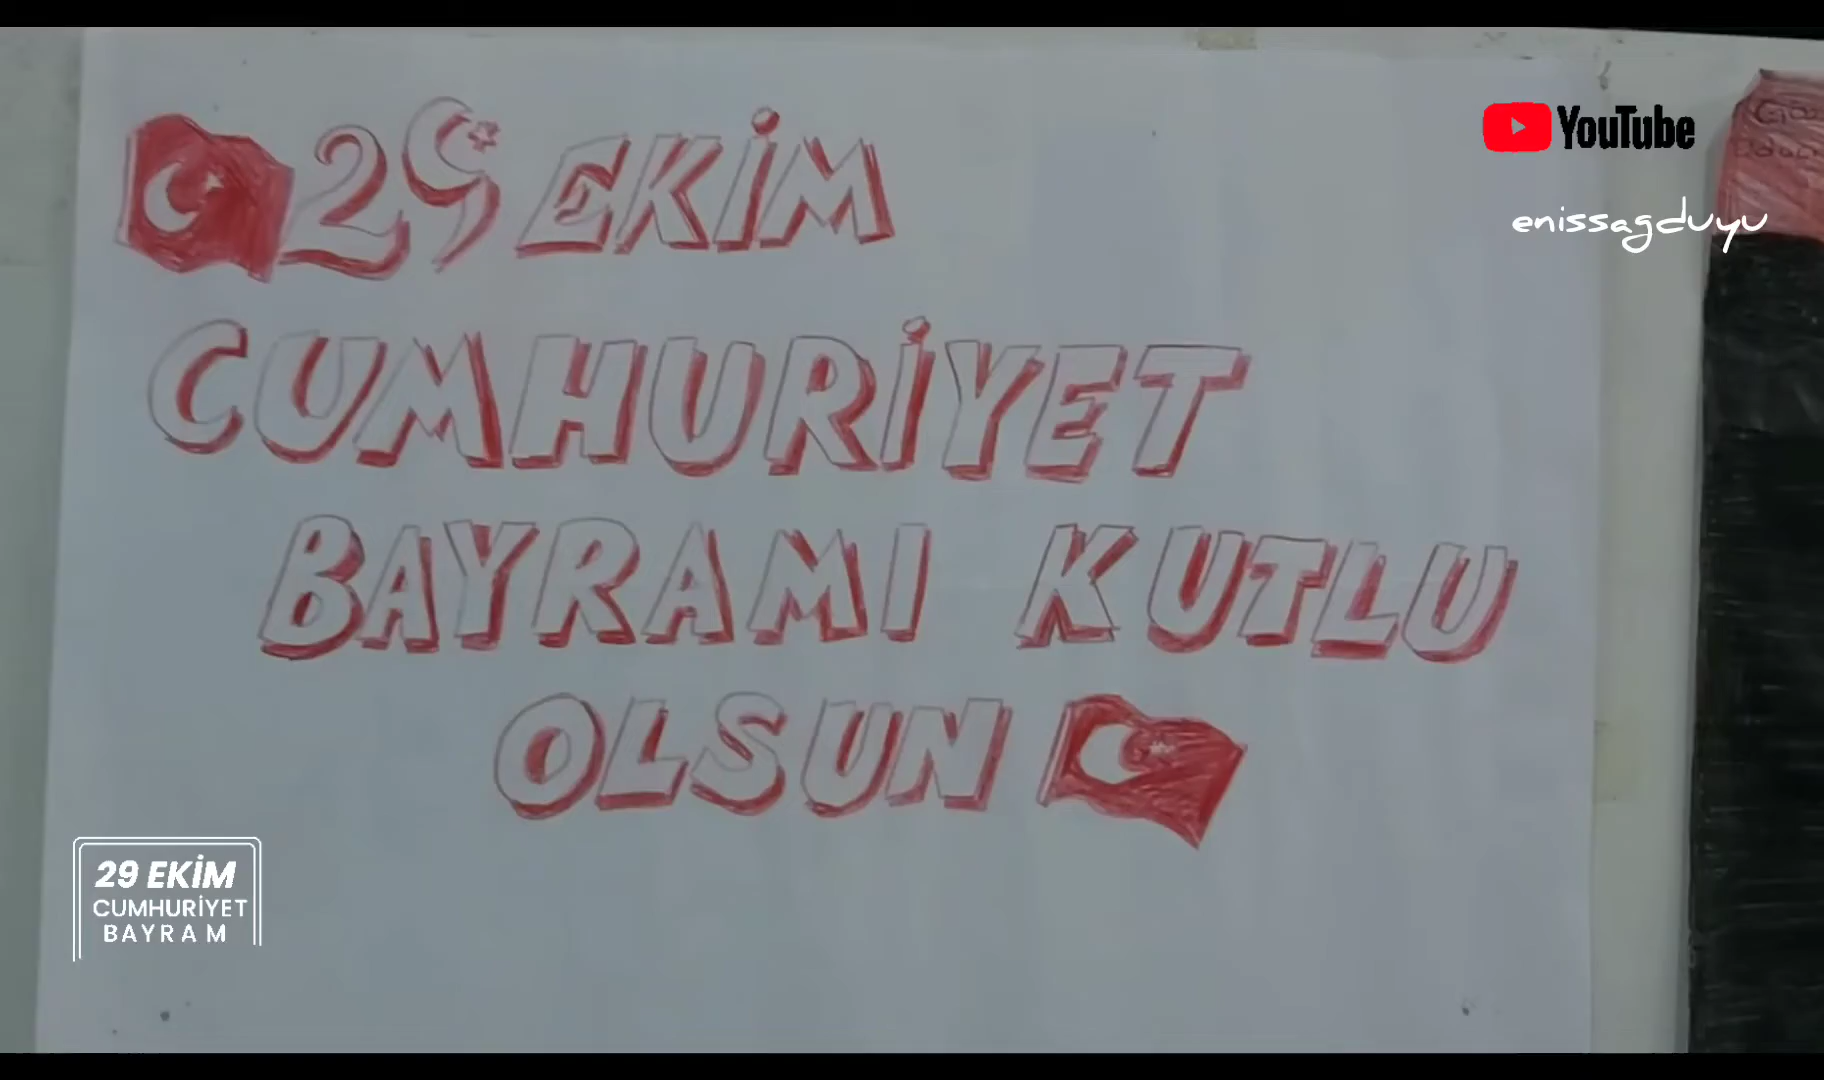 29 EKİM
CUMHURİYET
BAYRAMI KUTLU
OLSUN
YouTube
enissagduyu
29 EKİM
CUMHURİYET
BAYRAM